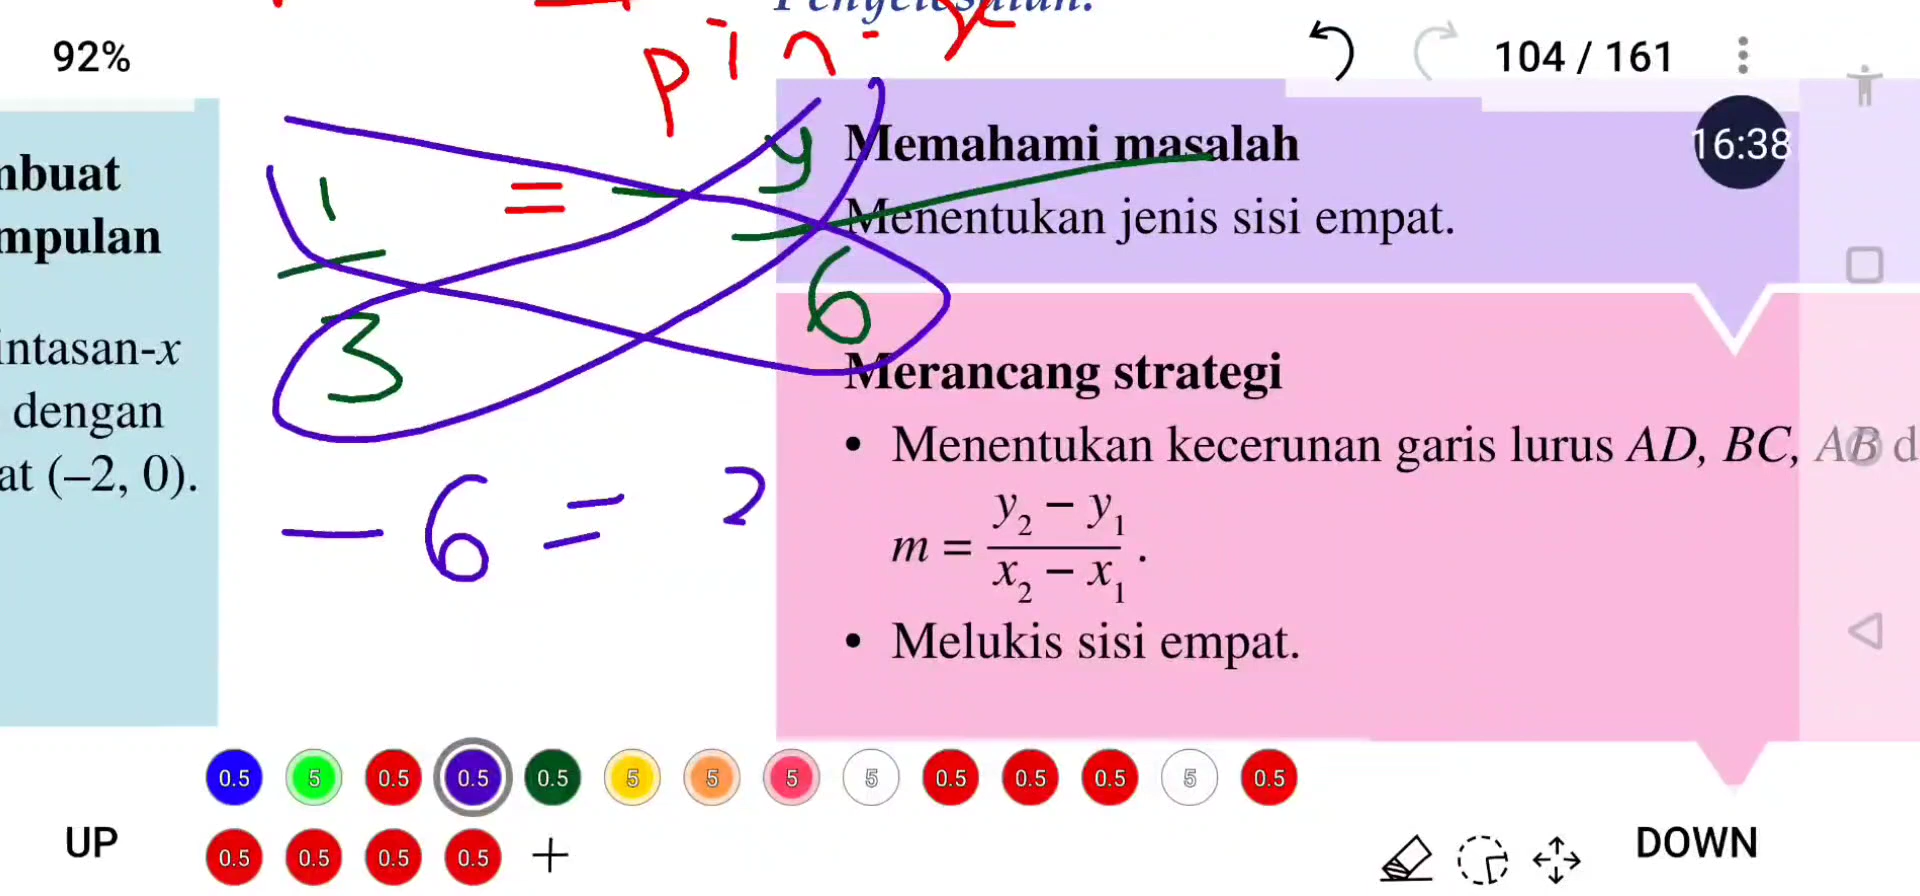 Penyelesaian:
92%
104 / 161
pin = x
16:38
mbuat
mpulan
intasan-x
dengan
at (–2, 0).
Memahami masalah
Menentukan jenis sisi empat.
Merancang strategi
• Menentukan kecerunan garis lurus AD, BC, AB d
m = (y₂ – y₁)/(x₂ – x₁).
• Melukis sisi empat.
1/3 = – y/6
– 6 = 2
0.5 5 0.5 0.5 0.5 5 5 5 5 0.5 0.5 0.5 5 0.5
UP 0.5 0.5 0.5 0.5 + DOWN